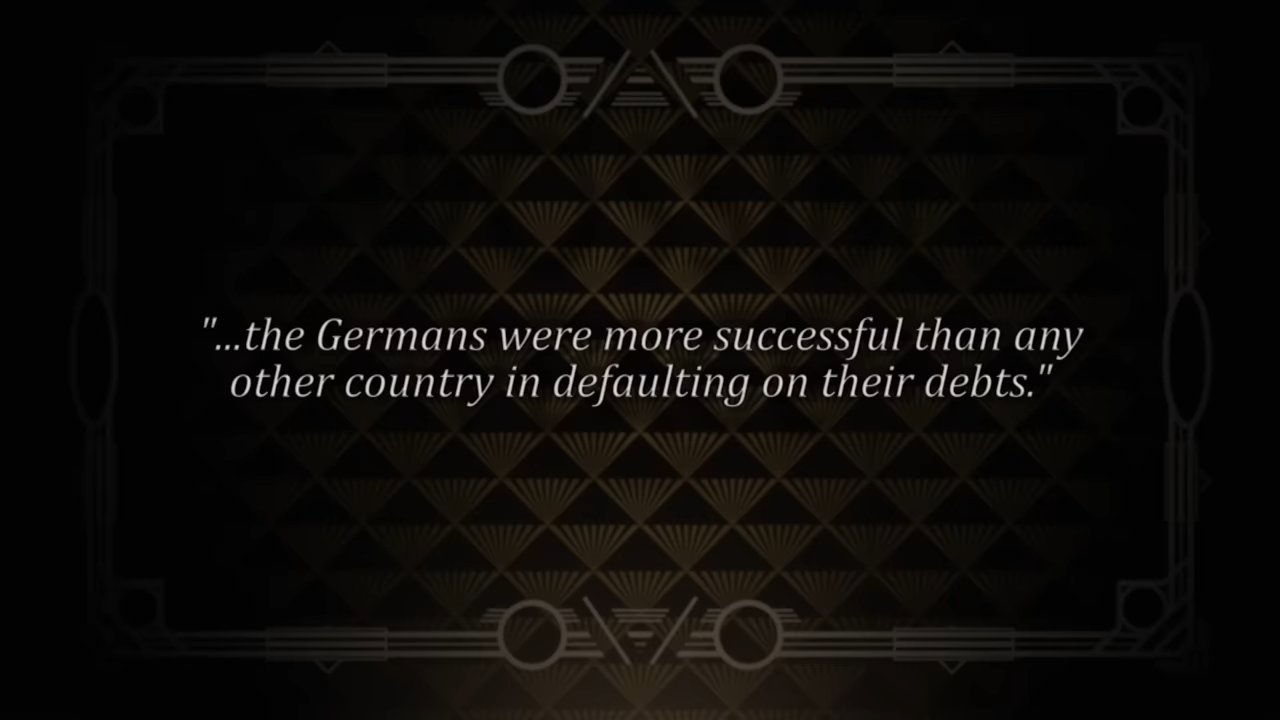 "...the Germans were more successful than any
other country in defaulting on their debts."